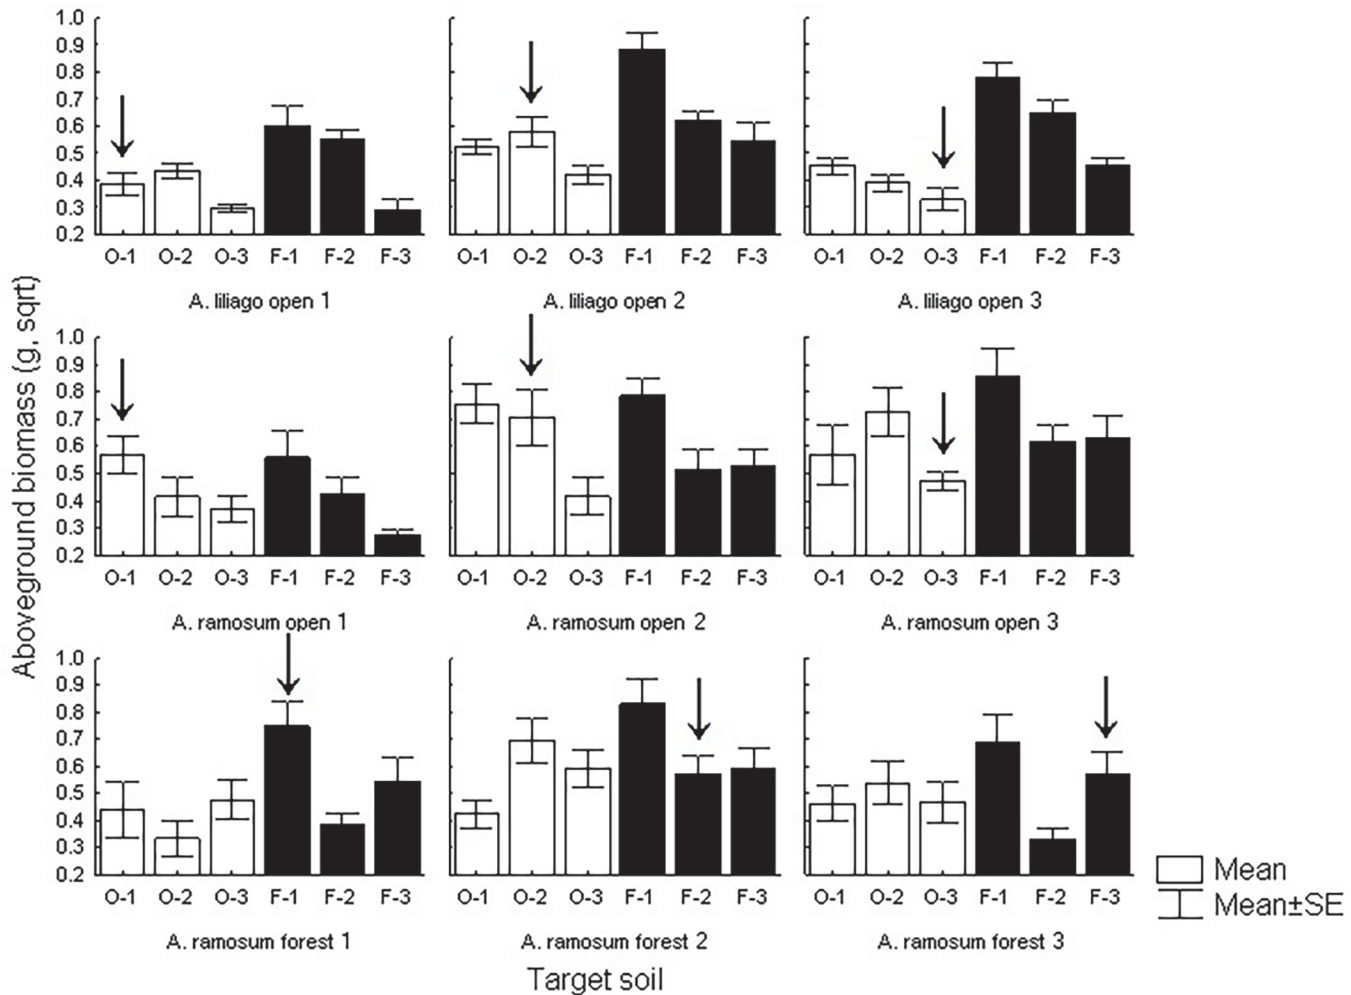 Aboveground biomass (g, sqrt)
1.0
0.9
0.8
0.7
0.6
0.5
0.4
0.3
0.2
O-1 O-2 O-3 F-1 F-2 F-3
A. liliago open 1
O-1 O-2 O-3 F-1 F-2 F-3
A. liliago open 2
O-1 O-2 O-3 F-1 F-2 F-3
A. liliago open 3
1.0
0.9
0.8
0.7
0.6
0.5
0.4
0.3
0.2
O-1 O-2 O-3 F-1 F-2 F-3
A. ramosum open 1
O-1 O-2 O-3 F-1 F-2 F-3
A. ramosum open 2
O-1 O-2 O-3 F-1 F-2 F-3
A. ramosum open 3
1.0
0.9
0.8
0.7
0.6
0.5
0.4
0.3
0.2
O-1 O-2 O-3 F-1 F-2 F-3
A. ramosum forest 1
O-1 O-2 O-3 F-1 F-2 F-3
A. ramosum forest 2
O-1 O-2 O-3 F-1 F-2 F-3
A. ramosum forest 3
Mean
Mean±SE
Target soil